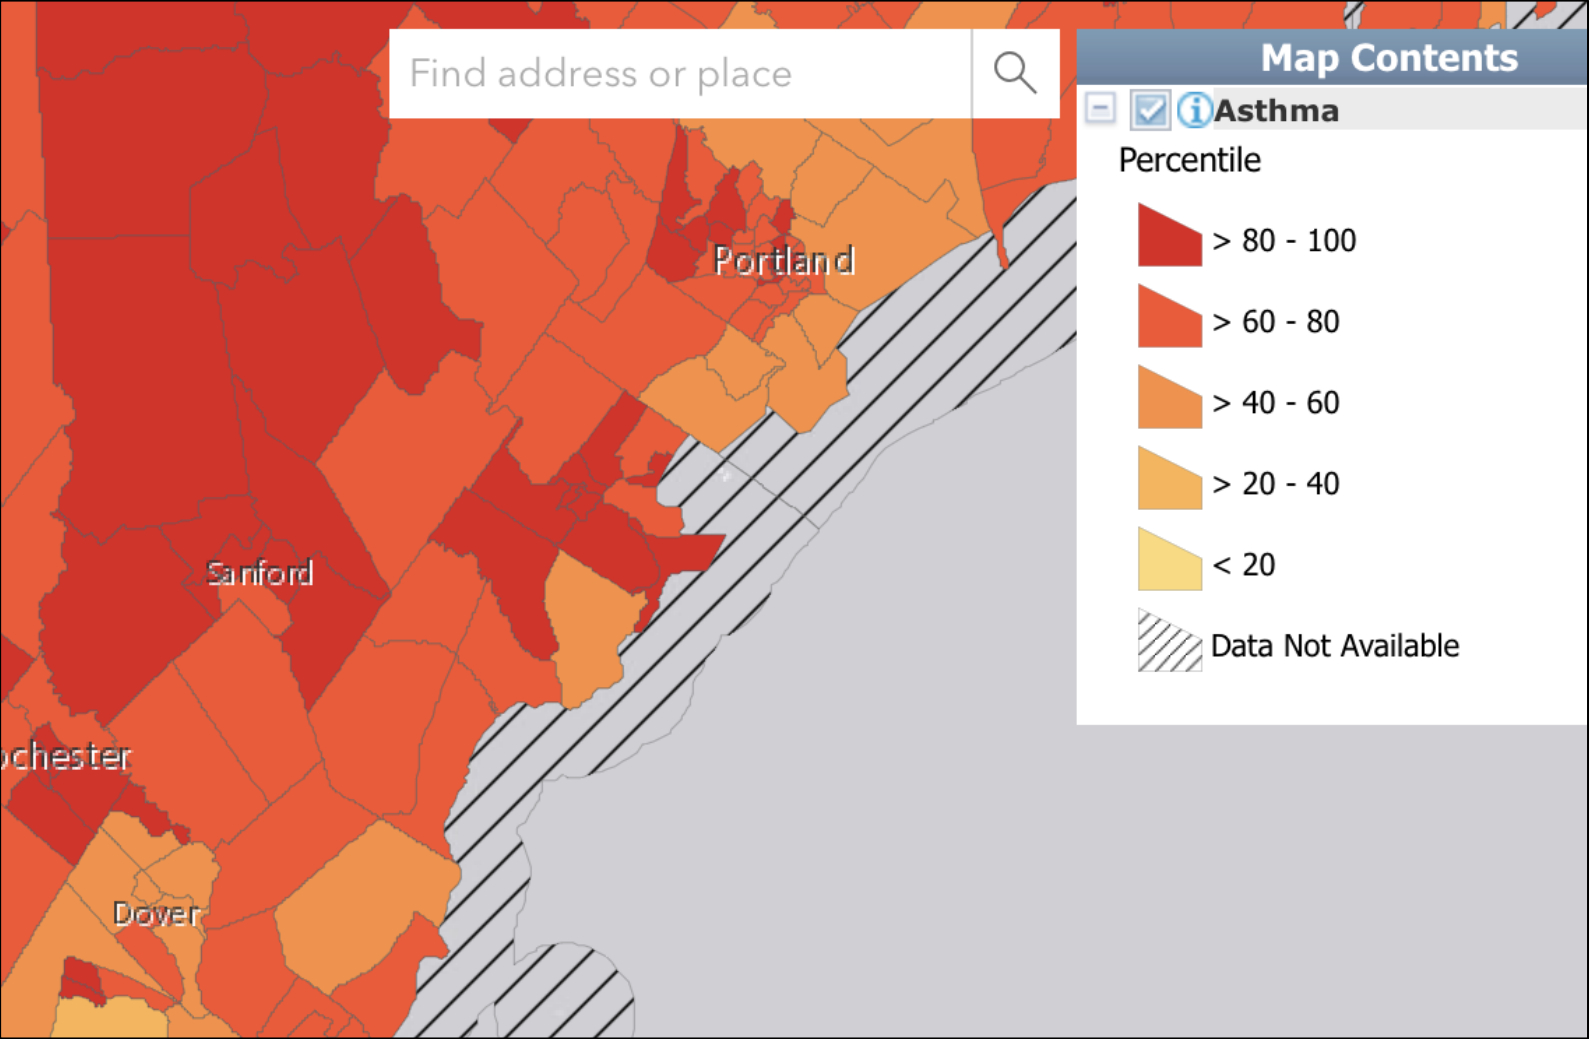 Find address or place
Map Contents
Asthma
Percentile
> 80 - 100
> 60 - 80
> 40 - 60
> 20 - 40
< 20
Data Not Available
Portland
Sanford
ochester
Dover